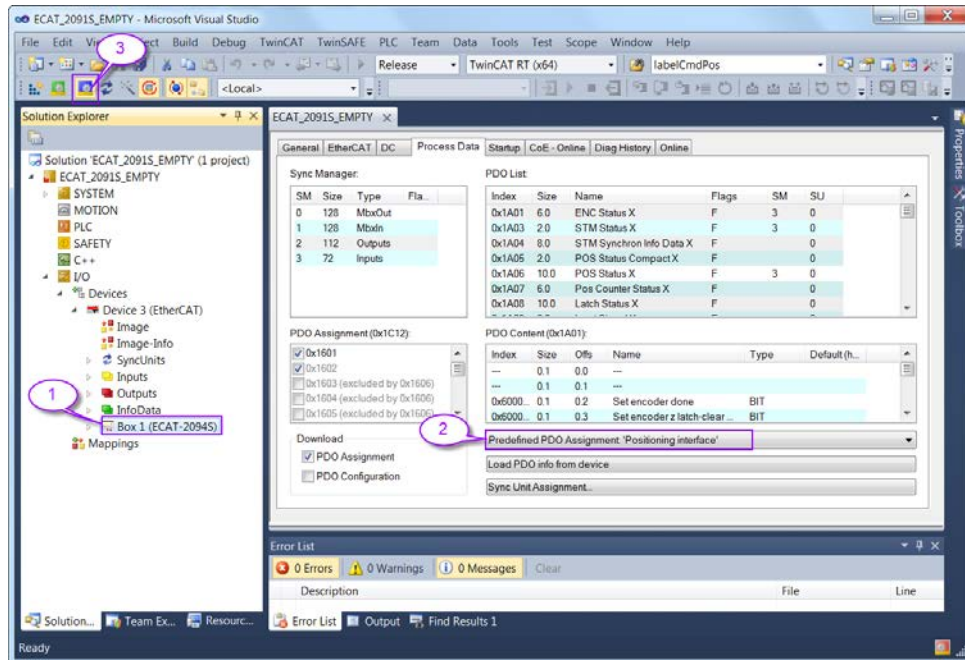 ECAT_2091S_EMPTY - Microsoft Visual Studio
File Edit Build Debug TwinCAT TwinSAFE PLC Team Data Tools Test Scope Window Help
3
Release TwinCAT RT (x64) labelCmdPos
<Local>
Solution Explorer
Solution 'ECAT_2091S_EMPTY' (1 project)
ECAT_2091S_EMPTY
SYSTEM
MOTION
PLC
SAFETY
C++
I/O
Devices
Device 3 (EtherCAT)
Image
Image-Info
SyncUnits
Inputs
Outputs
InfoData
1
Box 1 (ECAT-2094S)
Mappings
Solution... Team Ex... Resourc...
ECAT_2091S_EMPTY
General EtherCAT DC Process Data Startup CoE - Online Diag History Online
Sync Manager:
SM Size Type Fla...
0 128 MbxOut
1 128 MbxIn
2 112 Outputs
3 72 Inputs
PDO List:
Index Size Name Flags SM SU
0x1A01 6.0 ENC Status X F 3 0
0x1A03 2.0 STM Status X F 3 0
0x1A04 8.0 STM Synchron Info Data X F 0
0x1A05 2.0 POS Status Compact X F 0
0x1A06 10.0 POS Status X F 3 0
0x1A07 6.0 Pos Counter Status X F 0
0x1A08 10.0 Latch Status X F 0
PDO Assignment (0x1C12):
0x1601
0x1602
0x1603 (excluded by 0x1606)
0x1604 (excluded by 0x1606)
0x1605 (excluded by 0x1606)
PDO Content (0x1A01):
Index Size Offs Name Type Default (h...
--- 0.1 0.0 ---
--- 0.1 0.1 ---
0x6000... 0.1 0.2 Set encoder done BIT
0x6000... 0.1 0.3 Set encoder z latch-clear ... BIT
Download
PDO Assignment
PDO Configuration
2
Predefined PDO Assignment: 'Positioning interface'
Load PDO info from device
Sync Unit Assignment...
Error List
0 Errors 0 Warnings 0 Messages Clear
Description File Line
Error List Output Find Results 1
Properties
Toolbox
Ready